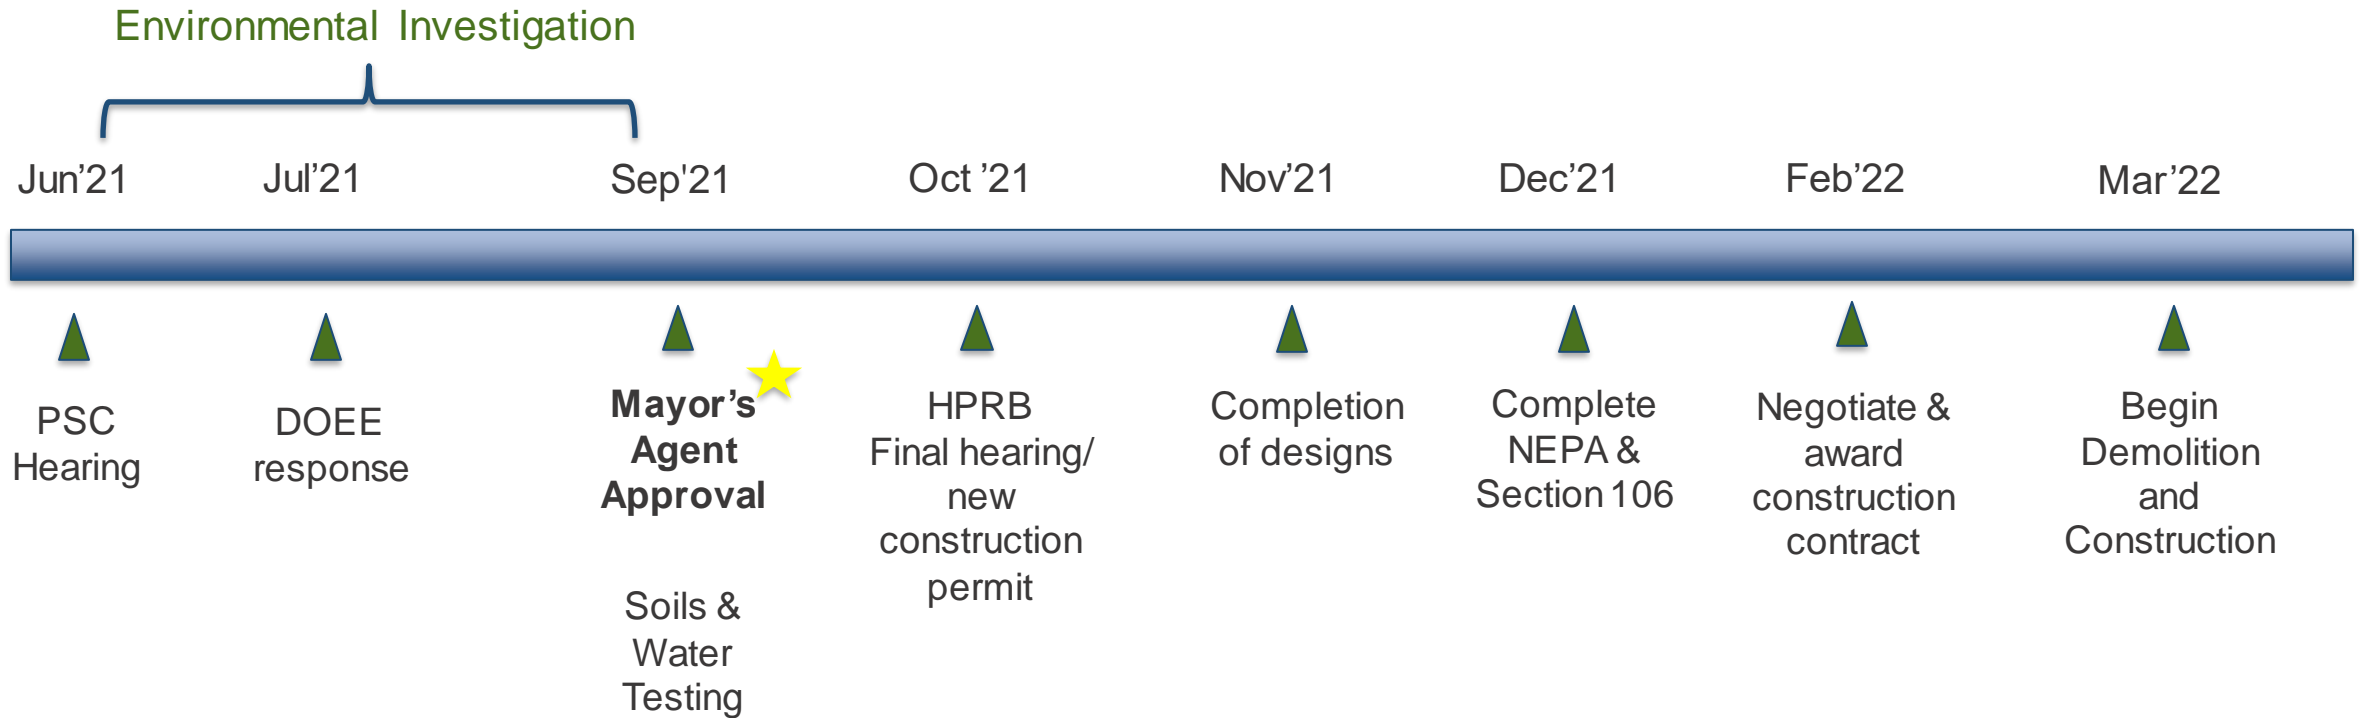 Environmental Investigation
Jun’21
Jul’21
Sep'21
Oct ’21
Nov’21
Dec’21
Feb’22
Mar’22
PSC
Hearing
DOEE
response
Mayor’s
Agent
Approval
Soils &
Water
Testing
HPRB
Final hearing/
new
construction
permit
Completion
of designs
Complete
NEPA &
Section 106
Negotiate &
award
construction
contract
Begin
Demolition
and
Construction